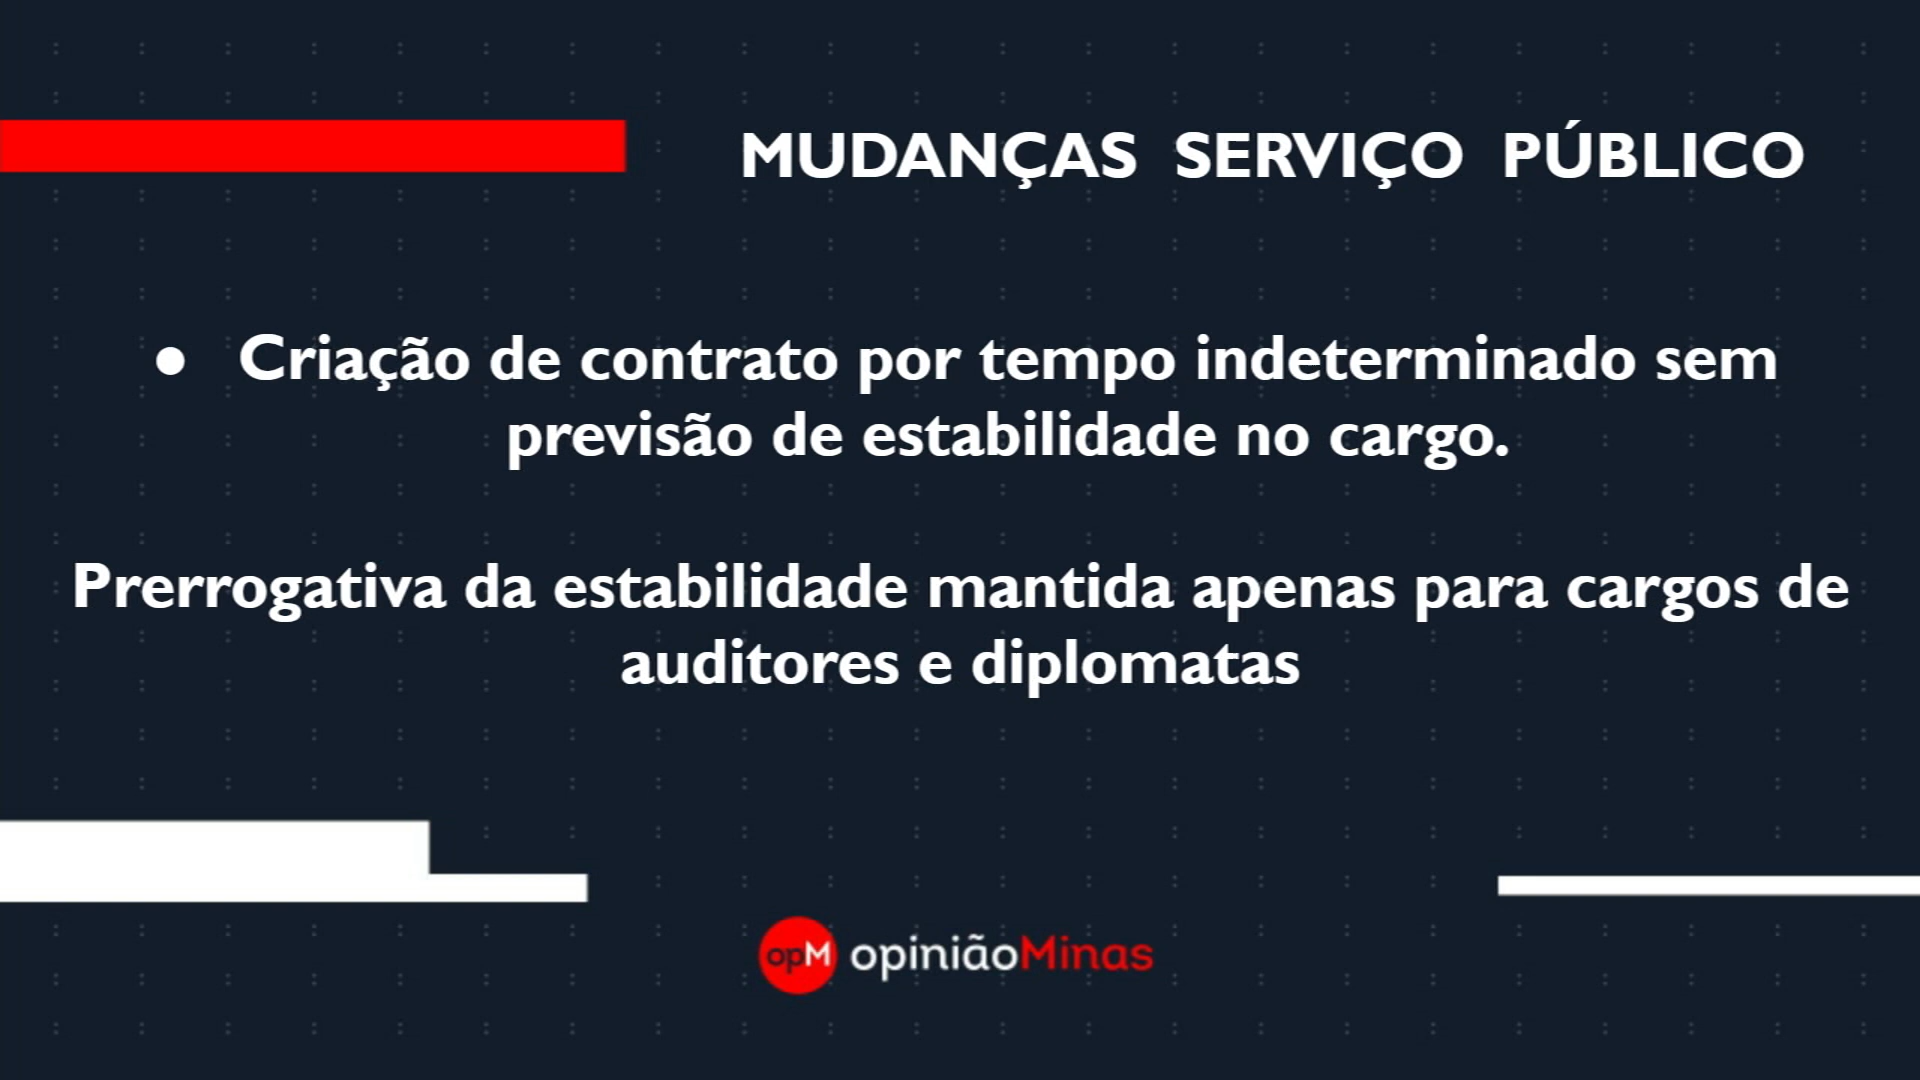 MUDANÇAS SERVIÇO PÚBLICO
● Criação de contrato por tempo indeterminado sem
previsão de estabilidade no cargo.
Prerrogativa da estabilidade mantida apenas para cargos de
auditores e diplomatas
opM opiniãoMinas